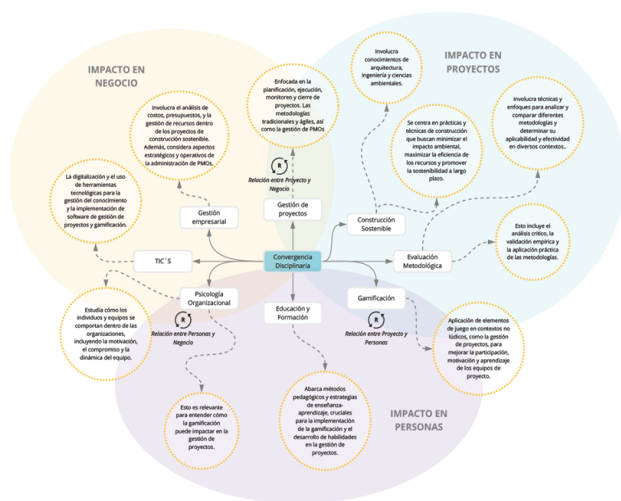 IMPACTO EN
NEGOCIO
IMPACTO EN
PROYECTOS
Involucra
conocimientos de
arquitectura,
ingeniería y ciencias
ambientales.
Enfocada en la
planificación, ejecución,
monitoreo y cierre de
proyectos. Las
metodologías
tradicionales y ágiles, así
como la gestión de PMOs
Involucra técnicas y
enfoques para analizar y
comparar diferentes
metodologías y
determinar su
aplicabilidad y efectividad
en diversos contextos..
Involucra el análisis de
costos, presupuestos, y la
gestión de recursos dentro
de los proyectos de
construcción sostenible.
Además, considera aspectos
estratégicos y operativos de
la administración de PMOs.
Se centra en prácticas y
técnicas de construcción
que buscan minimizar el
impacto ambiental,
maximizar la eficiencia de
los recursos y promover
la sostenibilidad a largo
plazo.
R
Relación entre Proyecto y
Negocio
La digitalización y el uso
de herramientas
tecnológicas para la
gestión del conocimiento
y la implementación de
software de gestión de
proyectos y gamificación.
Gestión
empresarial
Gestión de
proyectos
Construcción
Sostenible
Esto incluye el
análisis crítico, la
validación empírica y
la aplicación práctica
de las metodologías.
TIC´S
Convergencia
Disciplinaria
Evaluación
Metodológica
Psicología
Organizacional
Educación y
Formación
Gamificación
R
Relación entre Personas y
Negocio
R
Relación entre Proyecto y
Personas
Estudia cómo los
individuos y equipos se
comportan dentro de las
organizaciones,
incluyendo la motivación,
el compromiso y la
dinámica del equipo.
Aplicación de elementos
de juego en contextos no
lúdicos, como la gestión
de proyectos, para
mejorar la participación,
motivación y aprendizaje
de los equipos de
proyecto.
Esto es relevante
para entender cómo
la gamificación
puede impactar en la
gestión de
proyectos.
Abarca métodos
pedagógicos y estrategias
de enseñanza-
aprendizaje, cruciales
para la implementación
de la gamificación y el
desarrollo de habilidades
en la gestión de
proyectos.
IMPACTO EN
PERSONAS